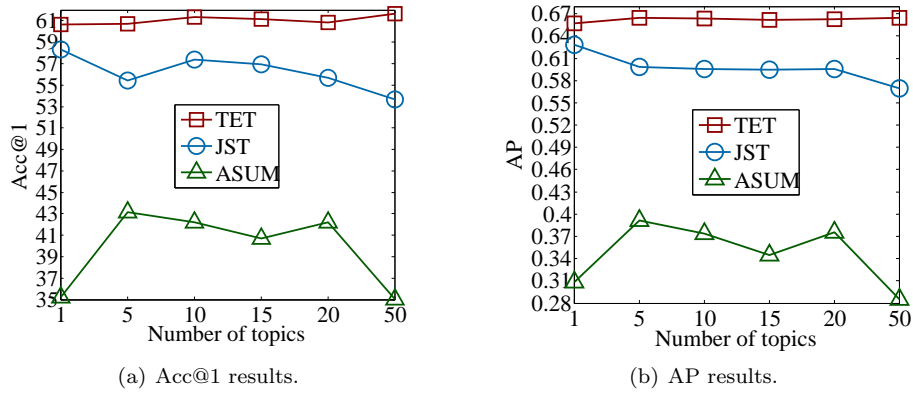 61
59
57
55
53
51
49
47
45
43
41
39
37
35
Acc@1
TET
JST
ASUM
1 5 10 15 20 50
Number of topics
(a) Acc@1 results.
0.67
0.64
0.61
0.58
0.55
0.52
0.49
0.46
0.43
0.4
0.37
0.34
0.31
0.28
AP
TET
JST
ASUM
1 5 10 15 20 50
Number of topics
(b) AP results.